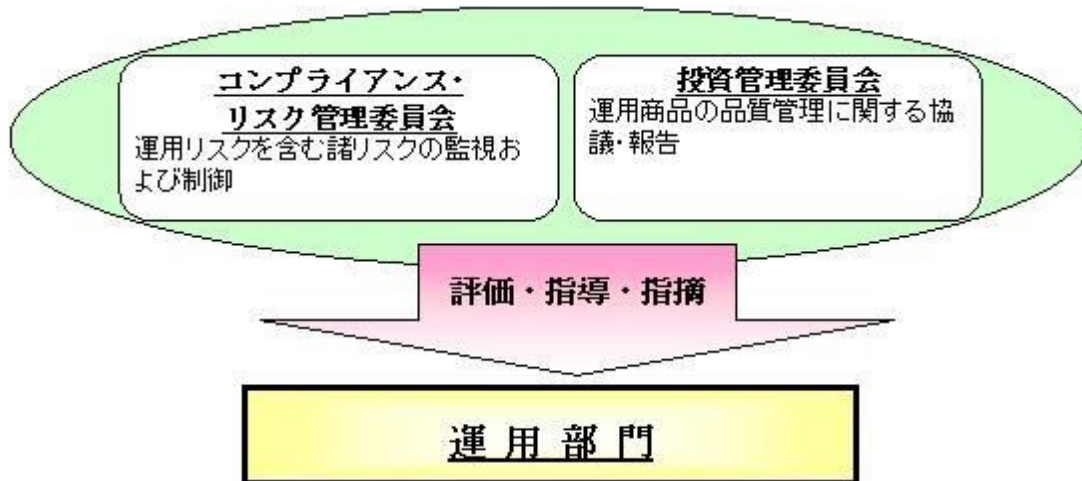 コンプライアンス・
リスク管理委員会
運用リスクを含む諸リスクの監視お
よび制御
投資管理委員会
運用商品の品質管理に関する協
議・報告
評価・指導・指摘
運用部門